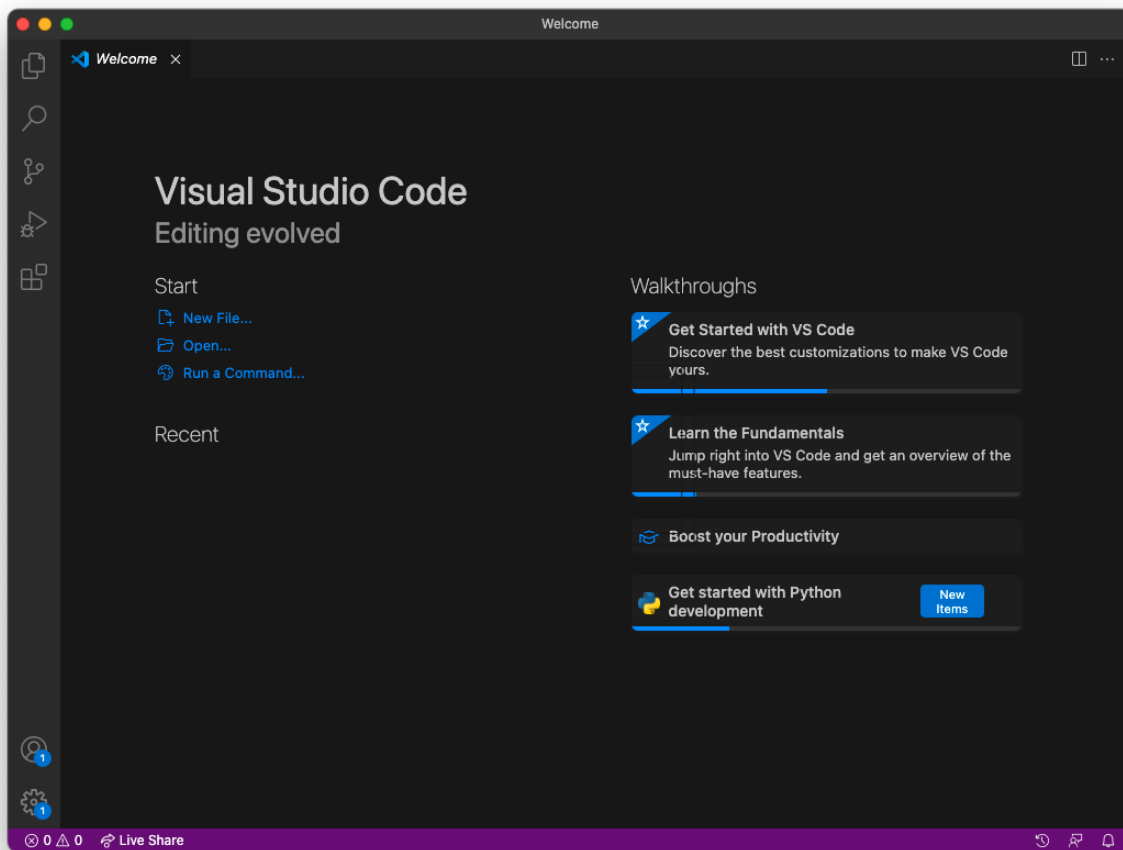 Welcome
Welcome
Visual Studio Code
Editing evolved
Start
New File...
Open...
Run a Command...
Recent
Walkthroughs
Get Started with VS Code
Discover the best customizations to make VS Code
yours.
Learn the Fundamentals
Jump right into VS Code and get an overview of the
must-have features.
Boost your Productivity
Get started with Python
development
New
Items
1
1
0 0 Live Share